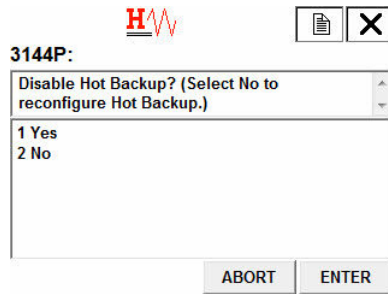 H
3144P:
Disable Hot Backup? (Select No to
reconfigure Hot Backup.)
1 Yes
2 No
ABORT ENTER